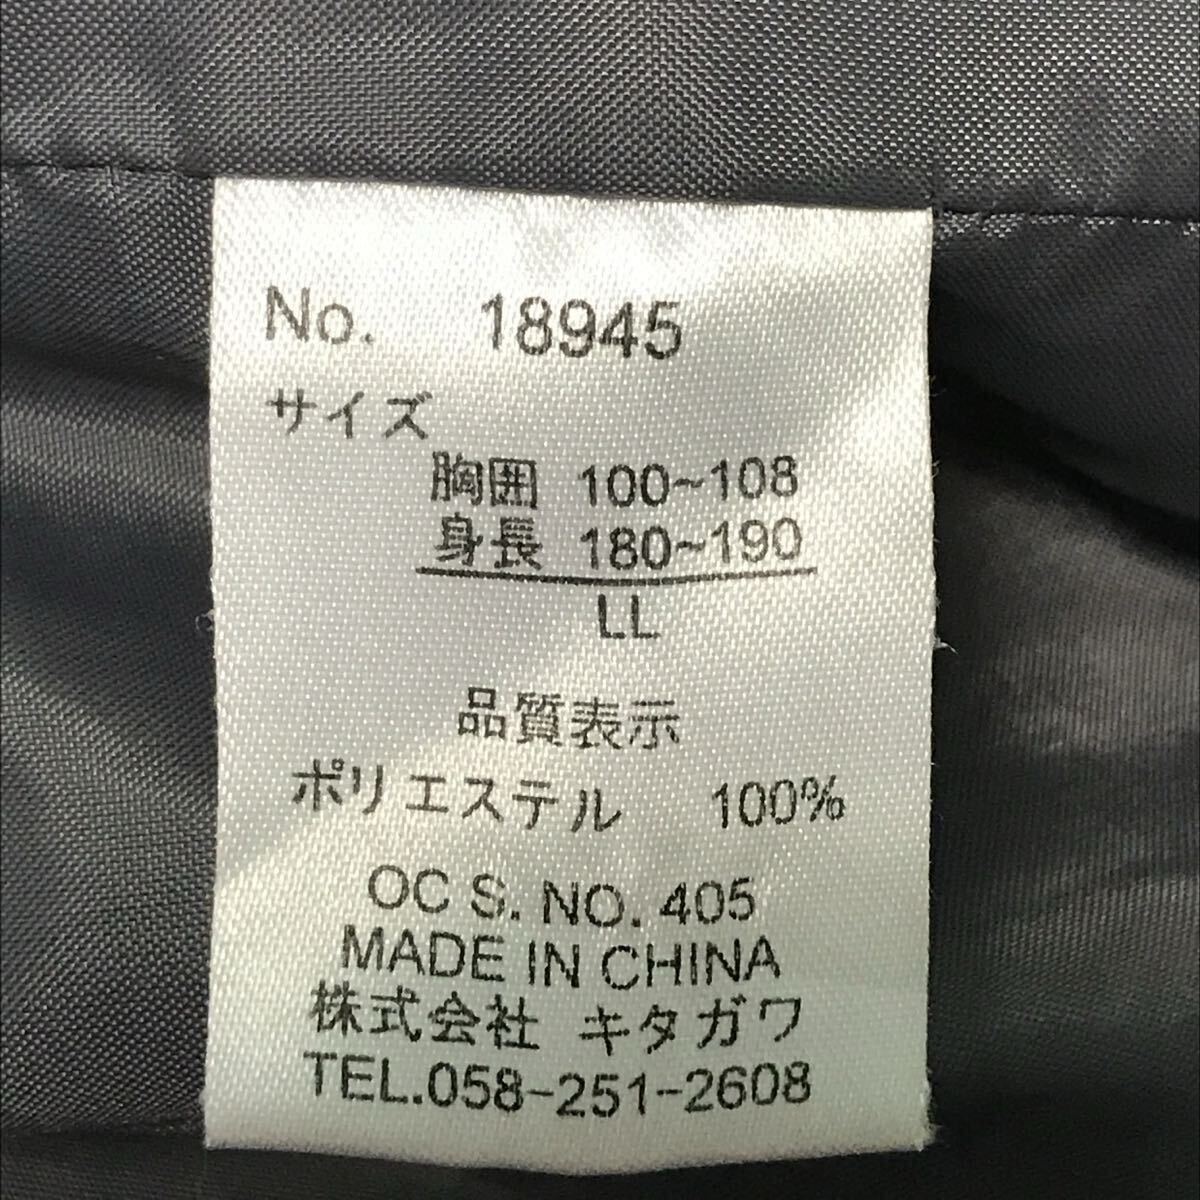 No. 18945
サイズ
胸囲 100~108
身長 180~190
LL
品質表示
ポリエステル 100%
OC S. NO. 405
MADE IN CHINA
株式会社 キタガワ
TEL.058-251-2608